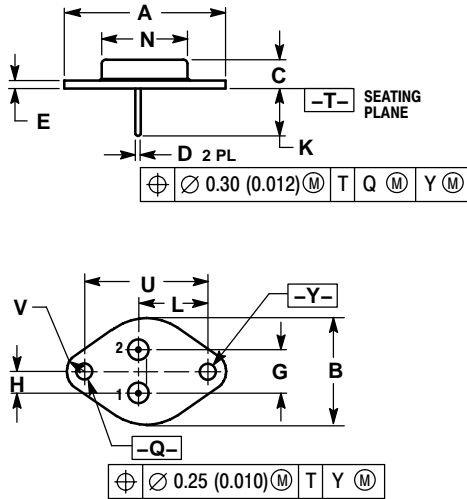 A
N
C
–T– SEATING
PLANE
E
K
D 2 PL
⌖ ∅ 0.30 (0.012) Ⓜ T Q Ⓜ Y Ⓜ
U
L
V
–Y–
2
H
G
B
1
–Q–
⌖ ∅ 0.25 (0.010) Ⓜ T Y Ⓜ